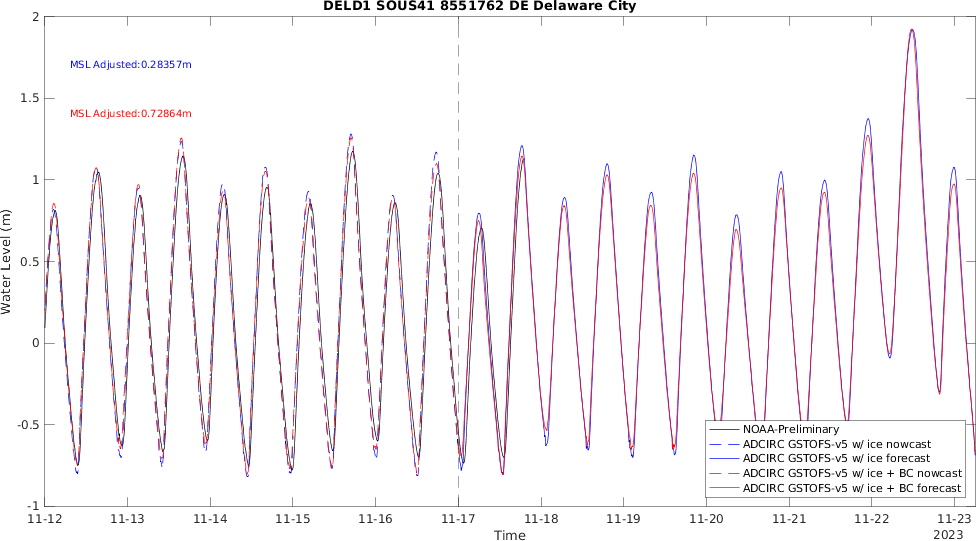 DELD1 SOUS41 8551762 DE Delaware City
MSL Adjusted:0.28357m
MSL Adjusted:0.72864m
Water Level (m)
2
1.5
1
0.5
0
-0.5
-1
NOAA-Preliminary
ADCIRC GSTOFS-v5 w/ ice nowcast
ADCIRC GSTOFS-v5 w/ ice forecast
ADCIRC GSTOFS-v5 w/ ice + BC nowcast
ADCIRC GSTOFS-v5 w/ ice + BC forecast
11-12 11-13 11-14 11-15 11-16 11-17 11-18 11-19 11-20 11-21 11-22 11-23
Time
2023